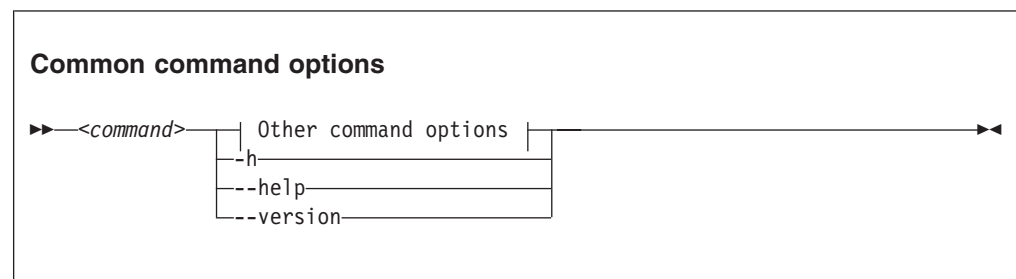 Common command options
<command> Other command options
-h
--help
--version